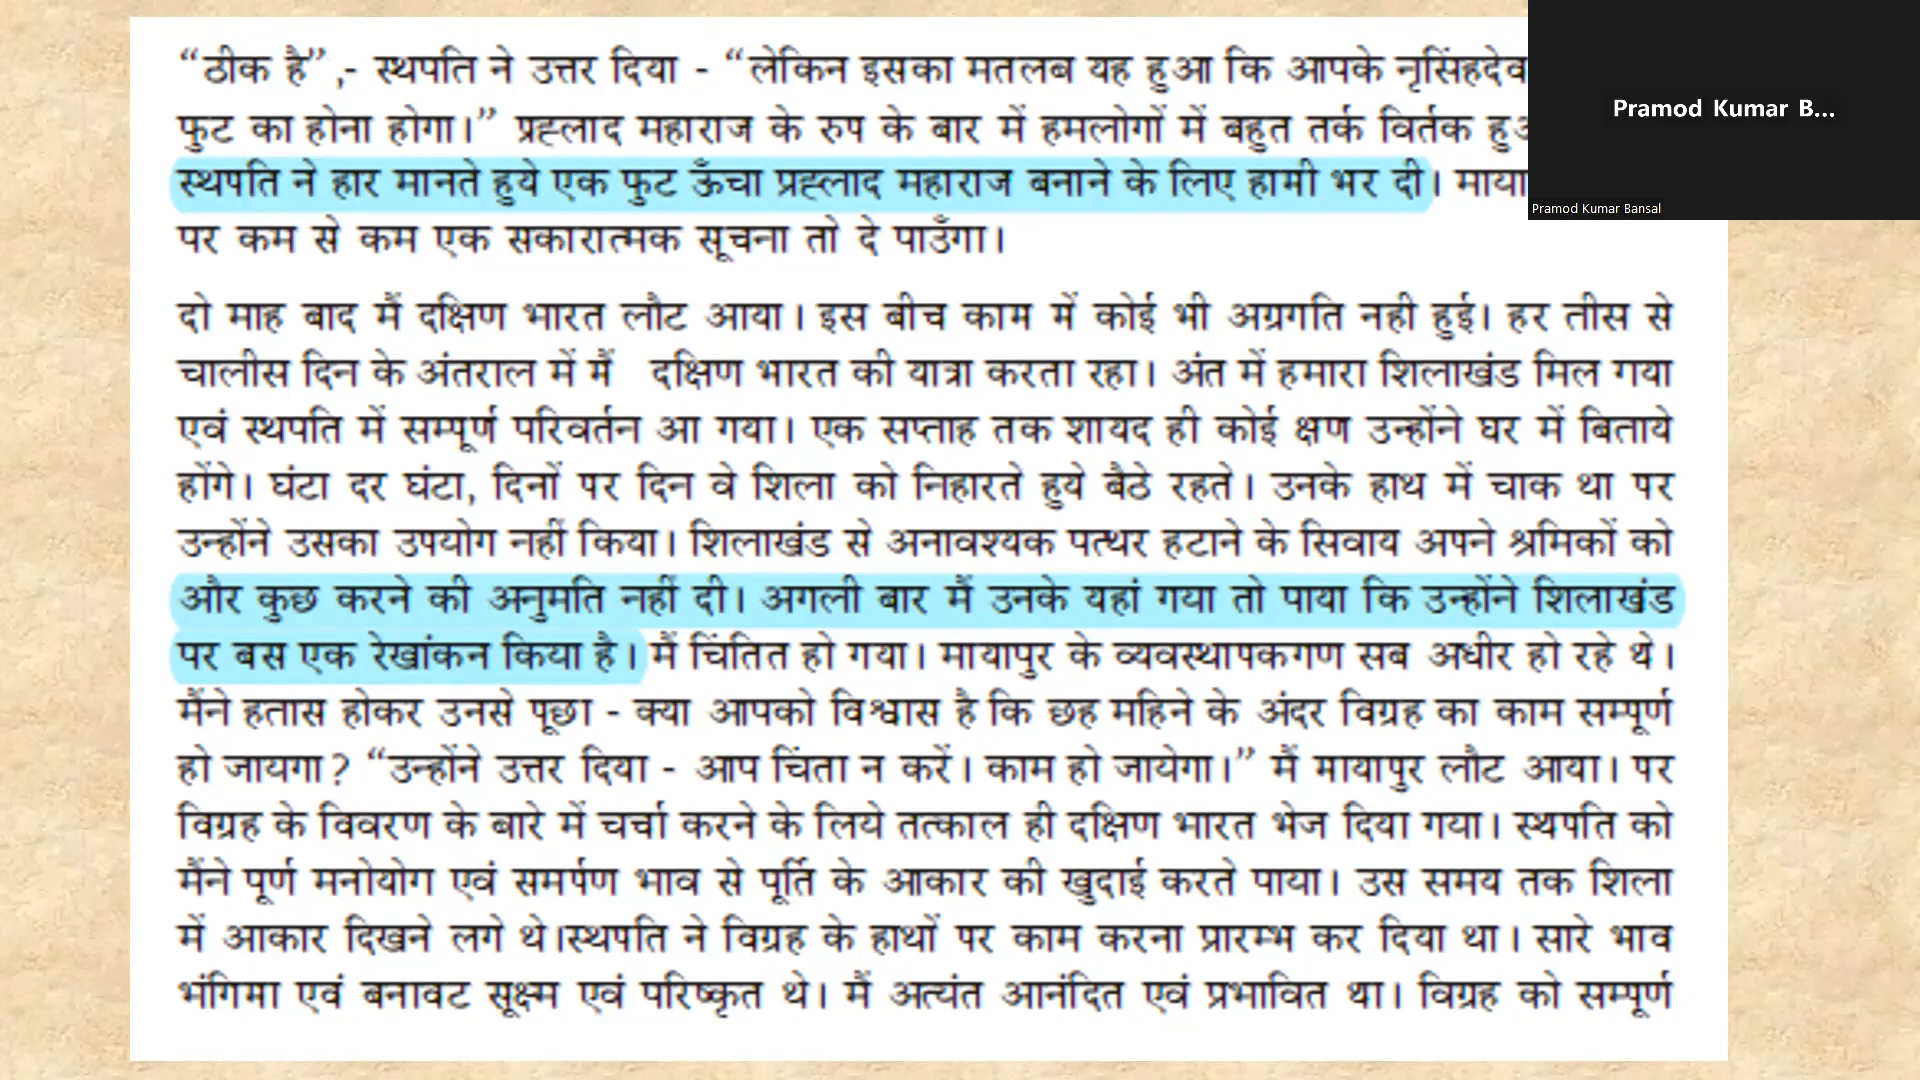 “ठीक है”,- स्थपति ने उत्तर दिया - “लेकिन इसका मतलब यह हुआ कि आपके नृसिंहदेव
फुट का होना होगा।” प्रह्लाद महाराज के रुप के बार में हमलोगों में बहुत तर्क विर्तक
स्थपति ने हार मानते हुये एक फुट ऊँचा प्रह्लाद महाराज बनाने के लिए हामी भर दी। माया
पर कम से कम एक सकारात्मक सूचना तो दे पाउँगा।
दो माह बाद मैं दक्षिण भारत लौट आया। इस बीच काम में कोई भी अग्रगति नही हुई। हर तीस से
चालीस दिन के अंतराल में मैं दक्षिण भारत की यात्रा करता रहा। अंत में हमारा शिलाखंड मिल गया
एवं स्थपति में सम्पूर्ण परिवर्तन आ गया। एक सप्ताह तक शायद ही कोई क्षण उन्होंने घर में बिताये
होंगे। घंटा दर घंटा, दिनों पर दिन वे शिला को निहारते हुये बैठे रहते। उनके हाथ में चाक था पर
उन्होंने उसका उपयोग नहीं किया। शिलाखंड से अनावश्यक पत्थर हटाने के सिवाय अपने श्रमिकों को
और कुछ करने की अनुमति नहीं दी। अगली बार मैं उनके यहां गया तो पाया कि उन्होंने शिलाखंड
पर बस एक रेखांकन किया है। मैं चिंतित हो गया। मायापुर के व्यवस्थापकगण सब अधीर हो रहे थे।
मैंने हतास होकर उनसे पूछा - क्या आपको विश्वास है कि छह महिने के अंदर विग्रह का काम सम्पूर्ण
हो जायगा? “उन्होंने उत्तर दिया - आप चिंता न करें। काम हो जायेगा।” मैं मायापुर लौट आया। पर
विग्रह के विवरण के बारे में चर्चा करने के लिये तत्काल ही दक्षिण भारत भेज दिया गया। स्थपति को
मैंने पूर्ण मनोयोग एवं समर्पण भाव से पूर्ति के आकार की खुदाई करते पाया। उस समय तक शिला
में आकार दिखने लगे थे।स्थपति ने विग्रह के हाथों पर काम करना प्रारम्भ कर दिया था। सारे भाव
भंगिमा एवं बनावट सूक्ष्म एवं परिष्कृत थे। मैं अत्यंत आनंदित एवं प्रभावित था। विग्रह को सम्पूर्ण
Pramod Kumar B...
Pramod Kumar Bansal